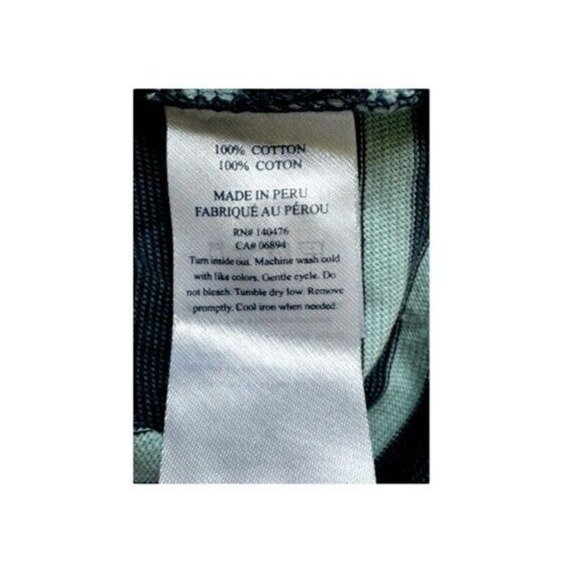 100% COTTON
100% COTON
MADE IN PERU
FABRIQUÉ AU PÉROU
RN# 140476
CA# 06894
Turn inside out. Machine wash cold
with like colors. Gentle cycle. Do
not bleach. Tumble dry low. Remove
promptly. Cool iron when needed.